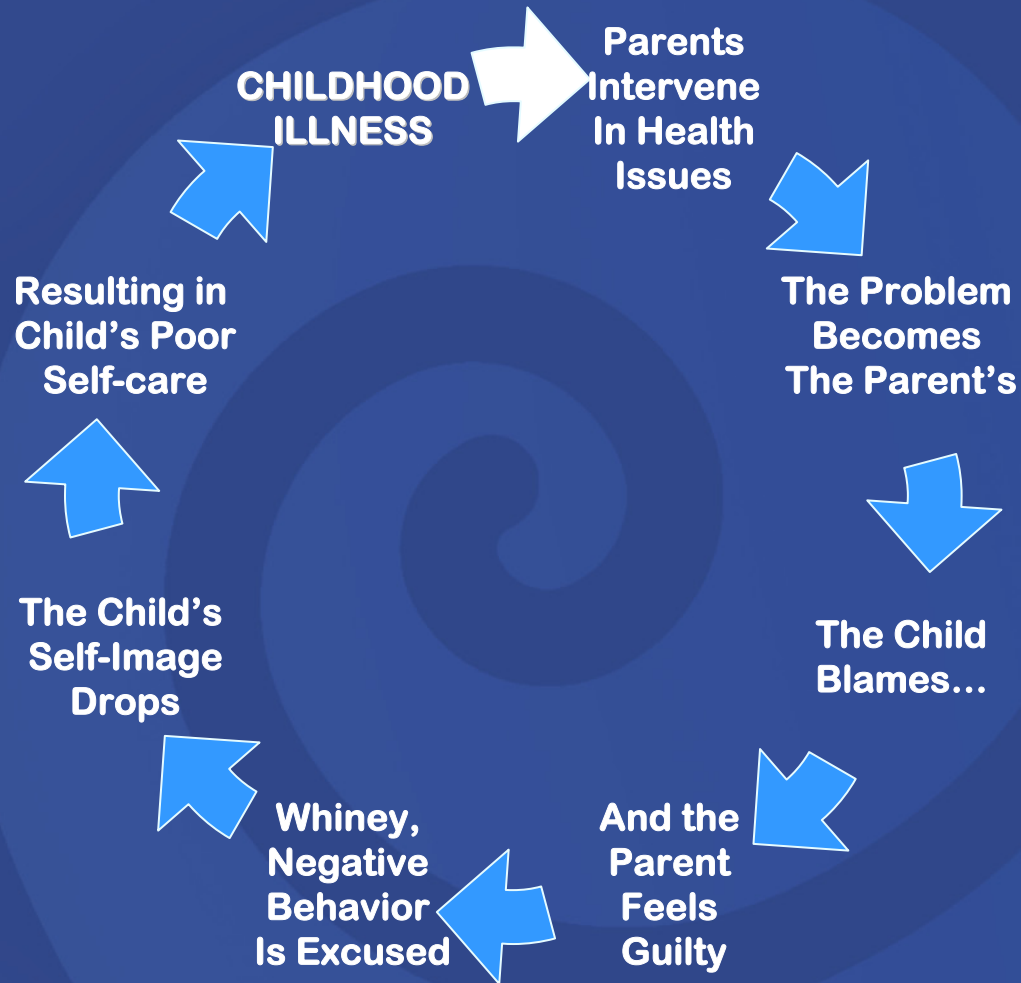 CHILDHOOD
ILLNESS
Parents
Intervene
In Health
Issues
The Problem
Becomes
The Parent's
The Child
Blames...
And the
Parent
Feels
Guilty
Whiney,
Negative
Behavior
Is Excused
The Child's
Self-Image
Drops
Resulting in
Child's Poor
Self-care